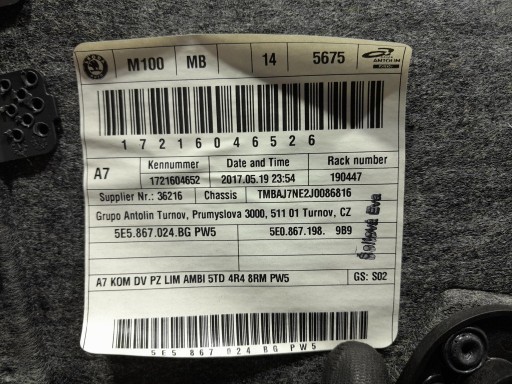 M100 MB 14 5675 ANTOLIN
1 7 2 1 6 0 4 6 5 2 6
A7 Kennummer Date and Time Rack number
1721604652 2017.05.19 23:54 190447
Supplier Nr.: 36216 Chassis TMBAJ7NE2J0086816
Grupo Antolin Turnov, Prumyslova 3000, 511 01 Turnov, CZ
5E5.867.024.BG PW5 5E0.867.198. 9B9
A7 KOM DV PZ LIM AMBI 5TD 4R4 8RM PW5 GS: S02
5E5 867 024 BG PW5